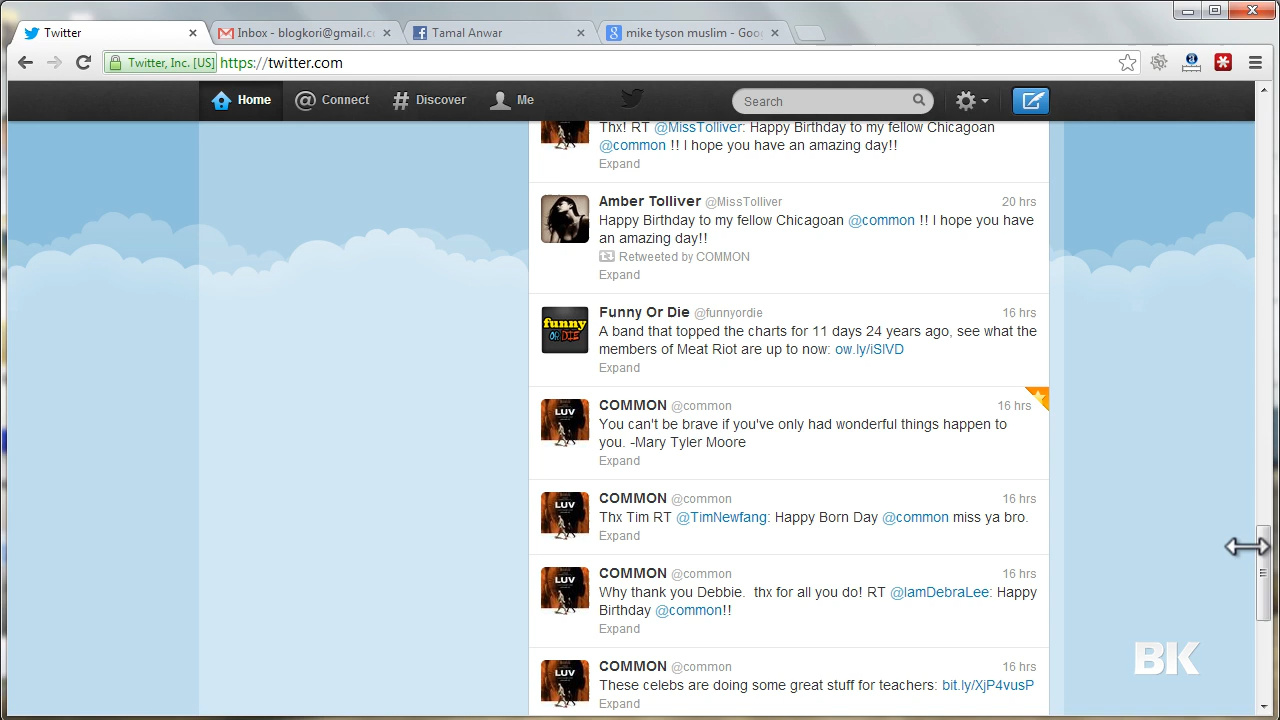 Twitter
Inbox - blogkori@gmail.c
Tamal Anwar
mike tyson muslim - Goo
Twitter, Inc. [US]
https://twitter.com
Home
Connect
Discover
Me
Search
Thx! RT @MissTolliver: Happy Birthday to my fellow Chicagoan
@common !! I hope you have an amazing day!!
Expand
Amber Tolliver @MissTolliver 20 hrs
Happy Birthday to my fellow Chicagoan @common !! I hope you have
an amazing day!!
Retweeted by COMMON
Expand
funny
OR DIE
Funny Or Die @funnyordie 16 hrs
A band that topped the charts for 11 days 24 years ago, see what the
members of Meat Riot are up to now: ow.ly/iSlVD
Expand
LUV
COMMON @common 16 hrs
You can't be brave if you've only had wonderful things happen to
you. -Mary Tyler Moore
Expand
LUV
COMMON @common 16 hrs
Thx Tim RT @TimNewfang: Happy Born Day @common miss ya bro.
Expand
LUV
COMMON @common 16 hrs
Why thank you Debbie.  thx for all you do! RT @IamDebraLee: Happy
Birthday @common!!
Expand
LUV
COMMON @common 16 hrs
These celebs are doing some great stuff for teachers: bit.ly/XjP4vusP
Expand
BK